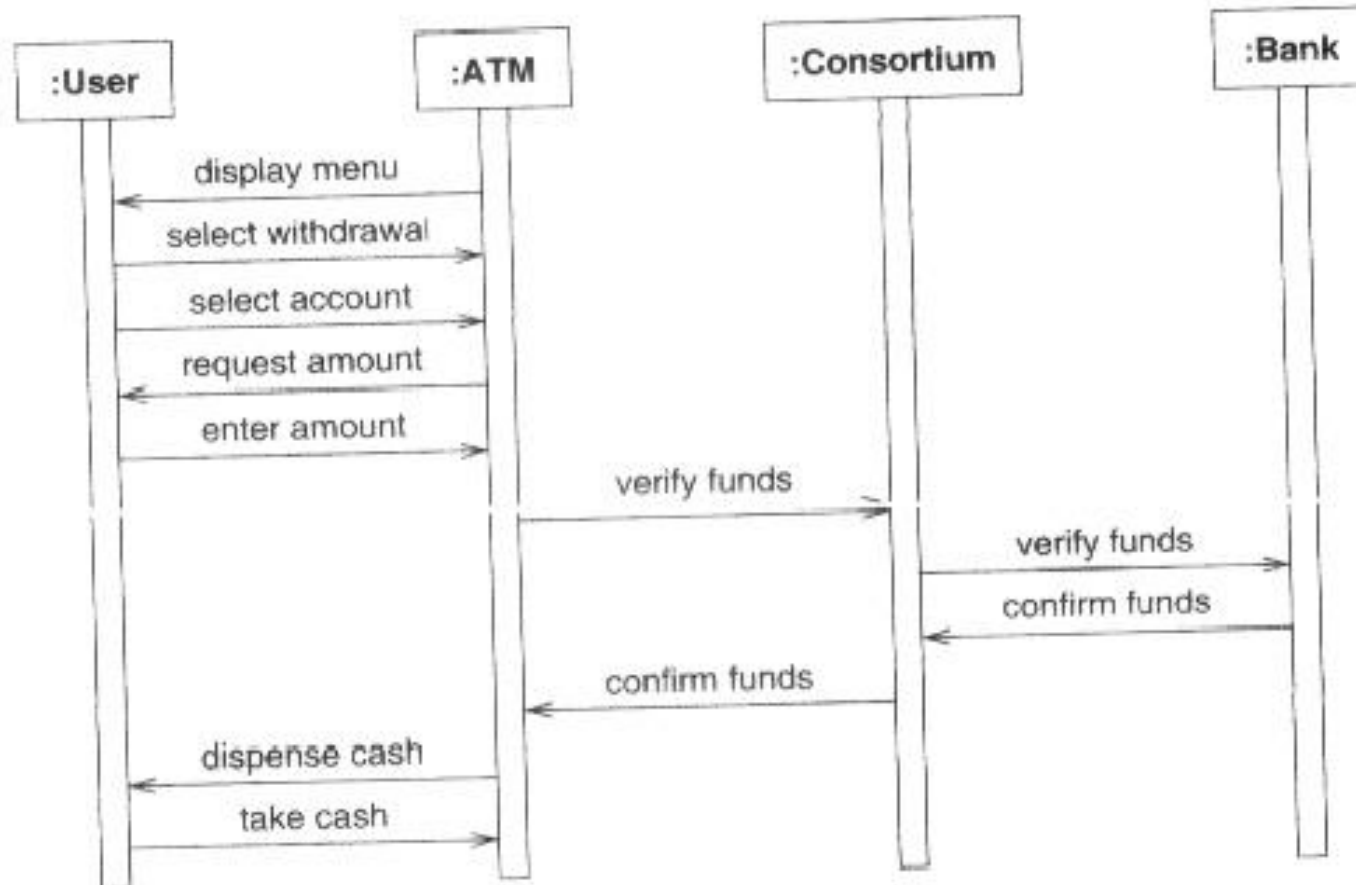 :User
:ATM
:Consortium
:Bank
display menu
select withdrawal
select account
request amount
enter amount
verify funds
verify funds
confirm funds
confirm funds
dispense cash
take cash